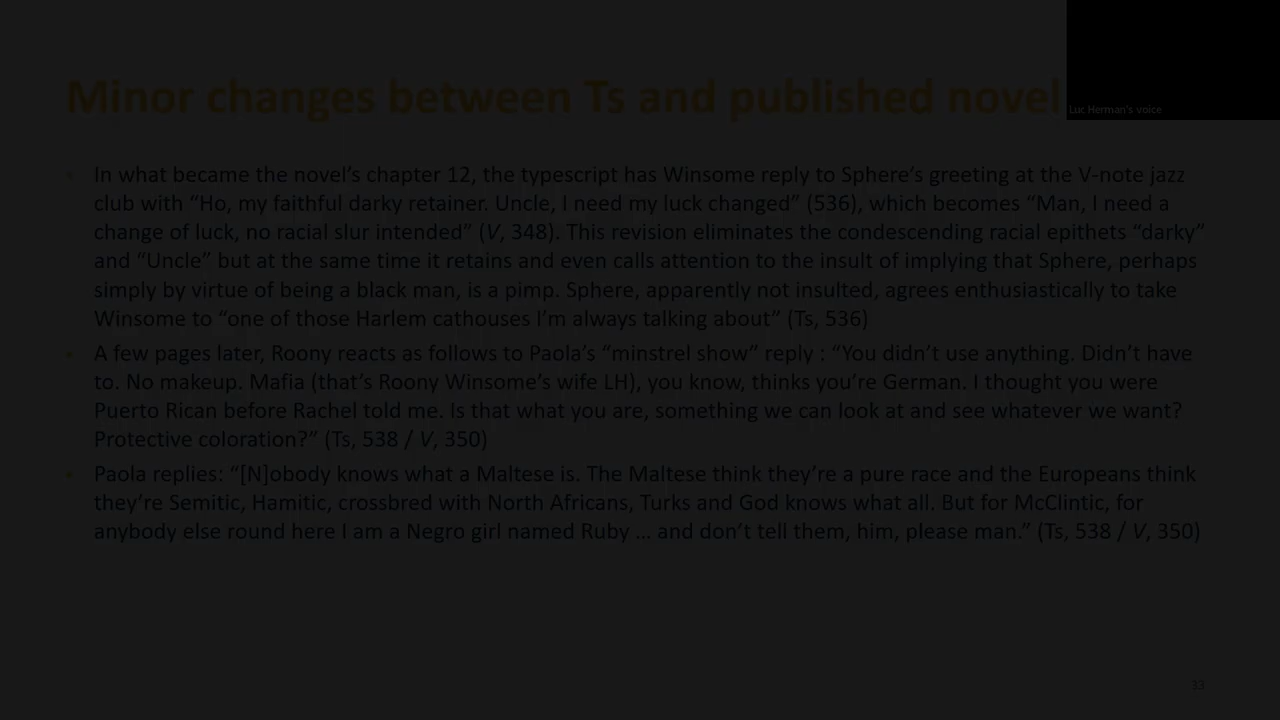 Minor changes between Ts and published novel
Luc Herman's voice
• In what became the novel’s chapter 12, the typescript has Winsome reply to Sphere’s greeting at the V-note jazz
club with “Ho, my faithful darky retainer. Uncle, I need my luck changed” (536), which becomes “Man, I need a
change of luck, no racial slur intended” (V, 348). This revision eliminates the condescending racial epithets “darky”
and “Uncle” but at the same time it retains and even calls attention to the insult of implying that Sphere, perhaps
simply by virtue of being a black man, is a pimp. Sphere, apparently not insulted, agrees enthusiastically to take
Winsome to “one of those Harlem cathouses I’m always talking about” (Ts, 536)
• A few pages later, Roony reacts as follows to Paola’s “minstrel show” reply : “You didn’t use anything. Didn’t have
to. No makeup. Mafia (that’s Roony Winsome’s wife LH), you know, thinks you’re German. I thought you were
Puerto Rican before Rachel told me. Is that what you are, something we can look at and see whatever we want?
Protective coloration?” (Ts, 538 / V, 350)
• Paola replies: “[N]obody knows what a Maltese is. The Maltese think they’re a pure race and the Europeans think
they’re Semitic, Hamitic, crossbred with North Africans, Turks and God knows what all. But for McClintic, for
anybody else round here I am a Negro girl named Ruby … and don‘t tell them, him, please man.” (Ts, 538 / V, 350)
33